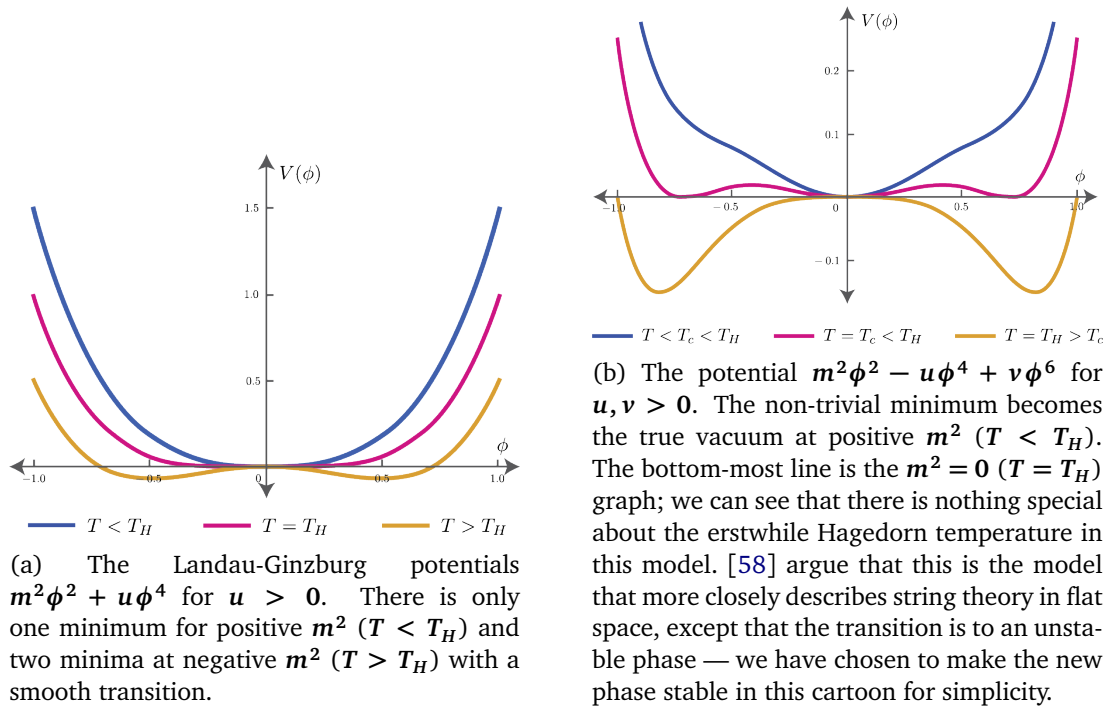 V(ϕ)
1.5
1.0
0.5
ϕ
−1.0
−0.5
0
0.5
1.0
T < T_H
T = T_H
T > T_H
(a) The Landau-Ginzburg potentials
m²ϕ² + uϕ⁴ for u > 0. There is only
one minimum for positive m² (T < T_H) and
two minima at negative m² (T > T_H) with a
smooth transition.
V(ϕ)
0.2
0.1
ϕ
−1.0
−0.5
0
0.5
1.0
−0.1
T < T_c < T_H
T = T_c < T_H
T = T_H > T_c
(b) The potential m²ϕ² − uϕ⁴ + vϕ⁶ for
u, v > 0. The non-trivial minimum becomes
the true vacuum at positive m² (T < T_H).
The bottom-most line is the m² = 0 (T = T_H)
graph; we can see that there is nothing special
about the erstwhile Hagedorn temperature in
this model. [58] argue that this is the model
that more closely describes string theory in flat
space, except that the transition is to an unsta-
ble phase — we have chosen to make the new
phase stable in this cartoon for simplicity.